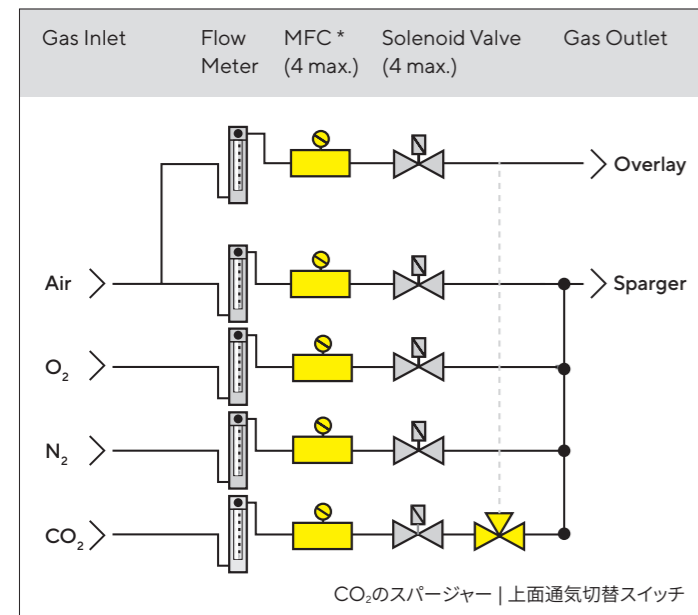 Gas Inlet Flow Meter MFC * (4 max.) Solenoid Valve (4 max.) Gas Outlet
Overlay
Air Sparger
O₂
N₂
CO₂
CO₂のスパージャー | 上面通気切替スイッチ